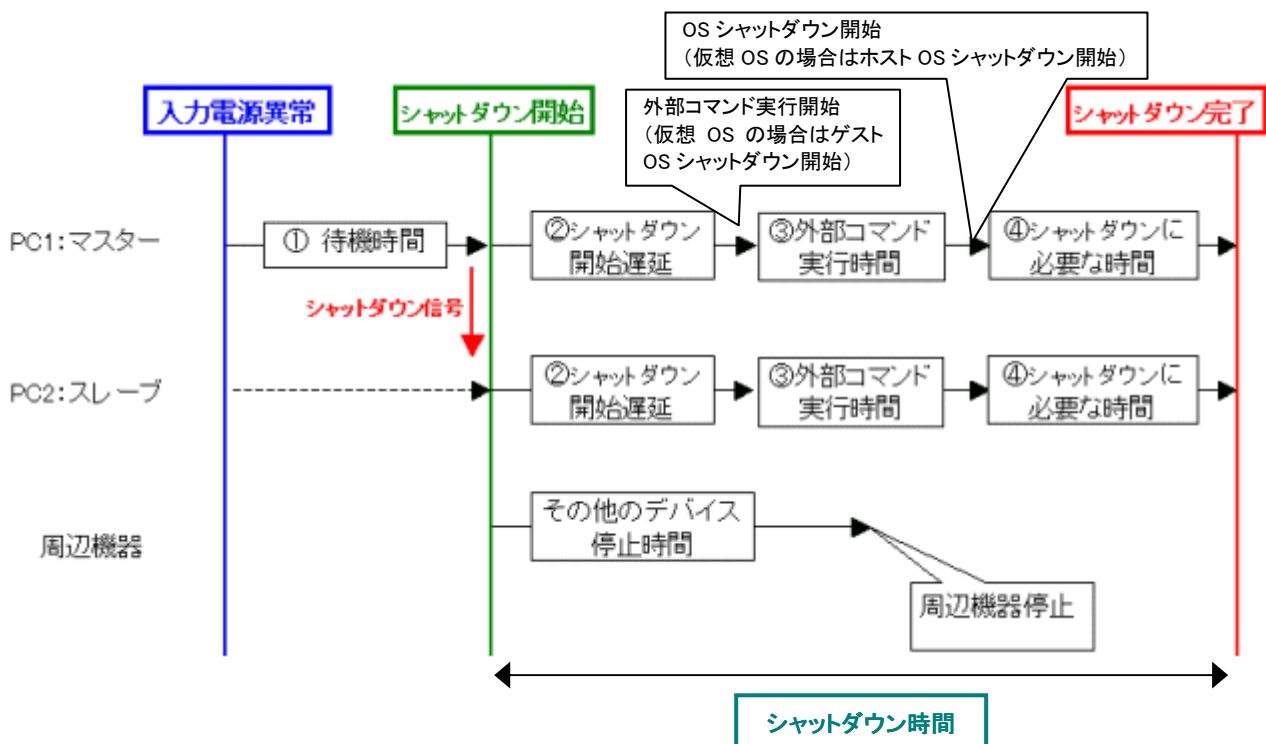 OS シャットダウン開始
（仮想 OS の場合はホスト OS シャットダウン開始）
入力電源異常
シャットダウン開始
外部コマンド実行開始
（仮想 OS の場合はゲスト
OS シャットダウン開始）
シャットダウン完了
PC1:マスター
① 待機時間
②シャットダウン
開始遅延
③外部コマンド
実行時間
④シャットダウンに
必要な時間
シャットダウン信号
PC2:スレーブ
②シャットダウン
開始遅延
③外部コマンド
実行時間
④シャットダウンに
必要な時間
周辺機器
その他のデバイス
停止時間
周辺機器停止
シャットダウン時間